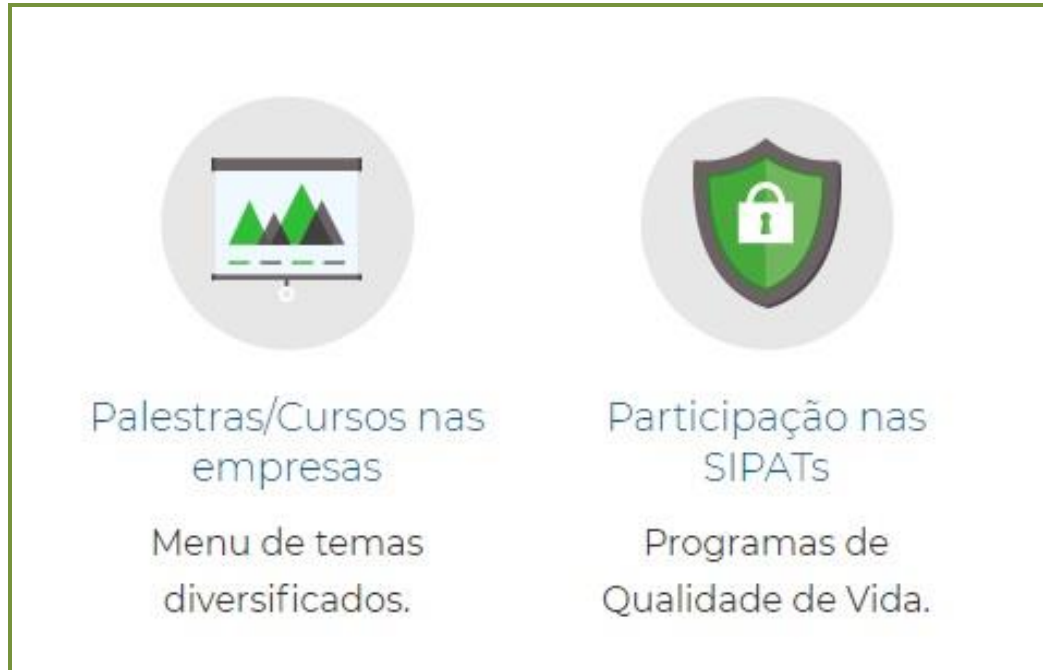 Palestras/Cursos nas
empresas
Menu de temas
diversificados.
Participação nas
SIPATs
Programas de
Qualidade de Vida.